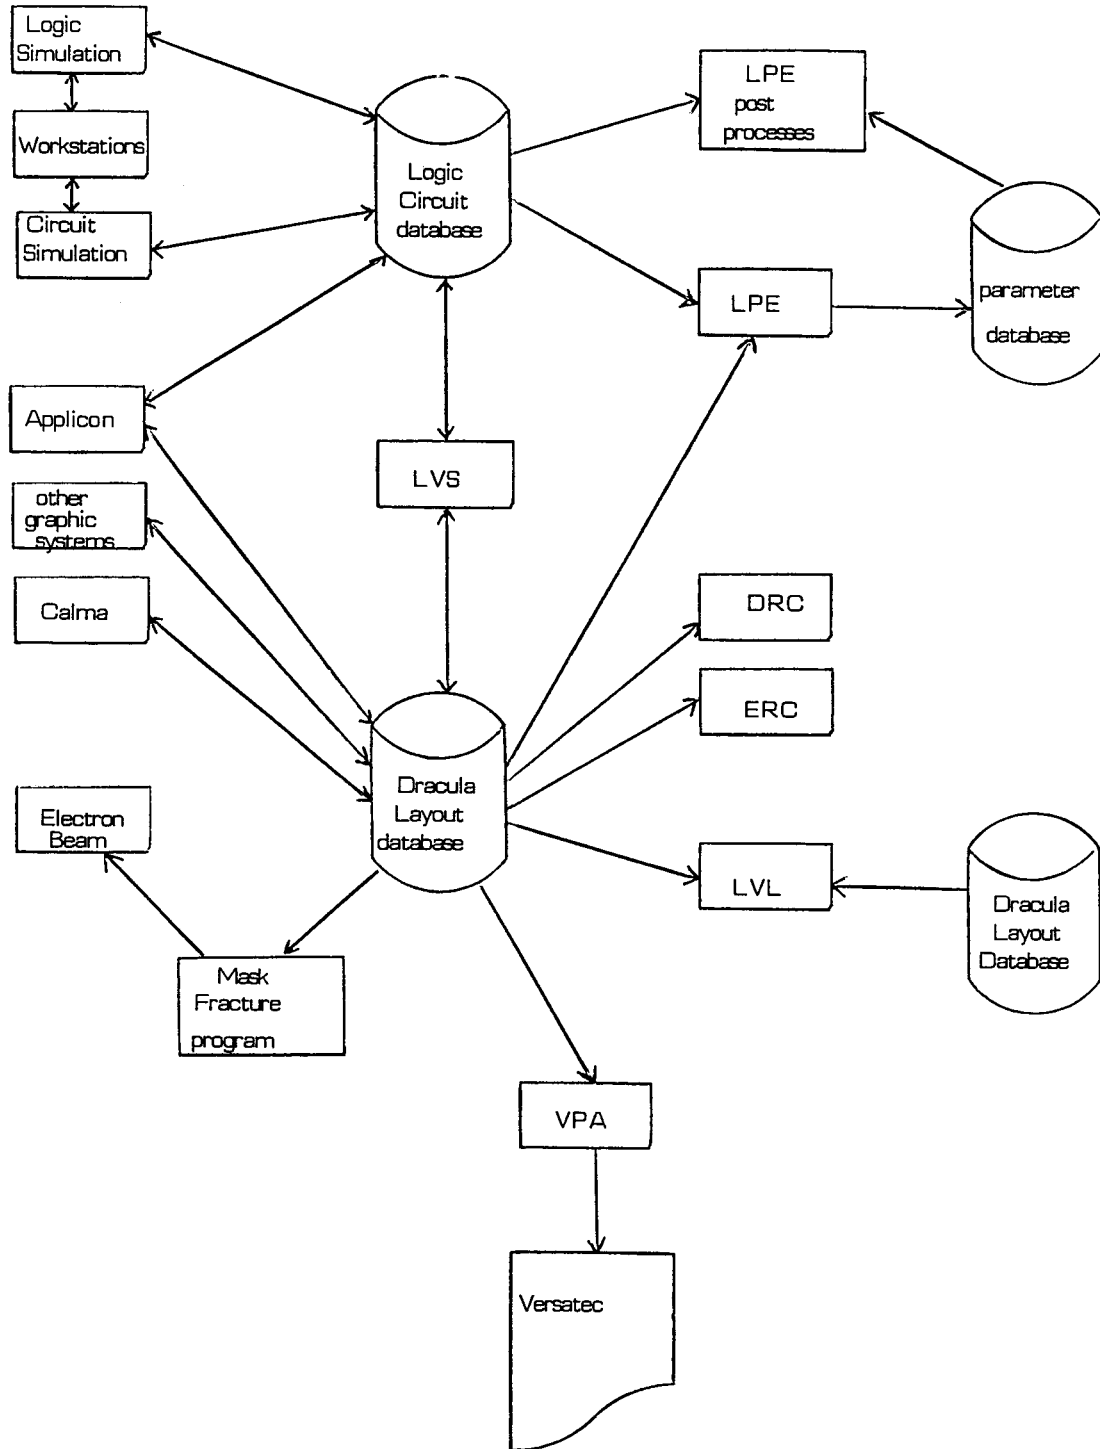 Logic
Simulation
Workstations
Circuit
Simulation
Logic
Circuit
database
LPE
post
processes
LPE
parameter
database
Applicon
other
graphic
systems
Calma
LVS
DRC
ERC
Dracula
Layout
database
LVL
Dracula
Layout
Database
Electron
Beam
Mask
Fracture
program
VPA
Versatec